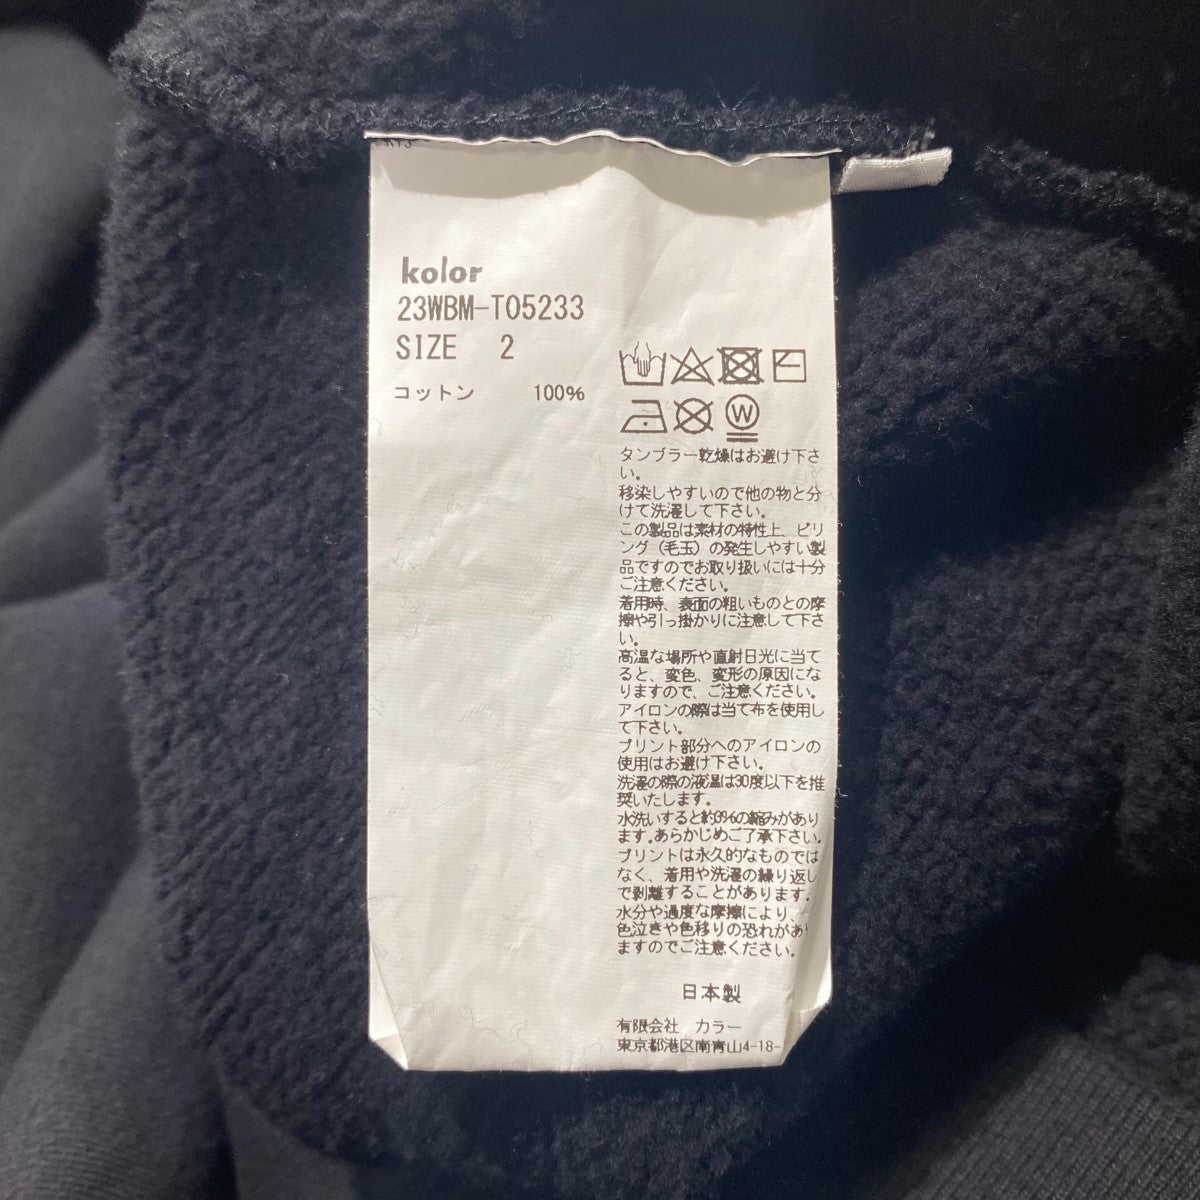 kolor
23WBM-T05233
SIZE 2
コットン 100%
W
タンブラー乾燥はお避け下さ
い。
移染しやすいので他の物と分
けて洗濯して下さい。
この製品は素材の特性上、ピリ
ング（毛玉）の発生しやすい製
品ですのでお取り扱いには十分
ご注意ください。
着用時、表面の粗いものとの摩
擦や引っ掛かりに注意して下さ
い。
高温な場所や直射日光に当て
ると、変色、変形の原因にな
りますので、ご注意ください。
アイロンの際は当て布を使用し
て下さい。
プリント部分へのアイロンの
使用はお避け下さい。
洗濯の際の液温は30度以下を推
奨いたします。
水洗いすると約3%の縮みがあり
ます。あらかじめご了承下さい。
プリントは永久的なものでは
なく、着用や洗濯の繰り返し
で剥離することがあります。
水分や過度な摩擦により、
色泣きや色移りの恐れがあり
ますのでご注意ください。
日本製
有限会社 カラー
東京都港区南青山4-18-